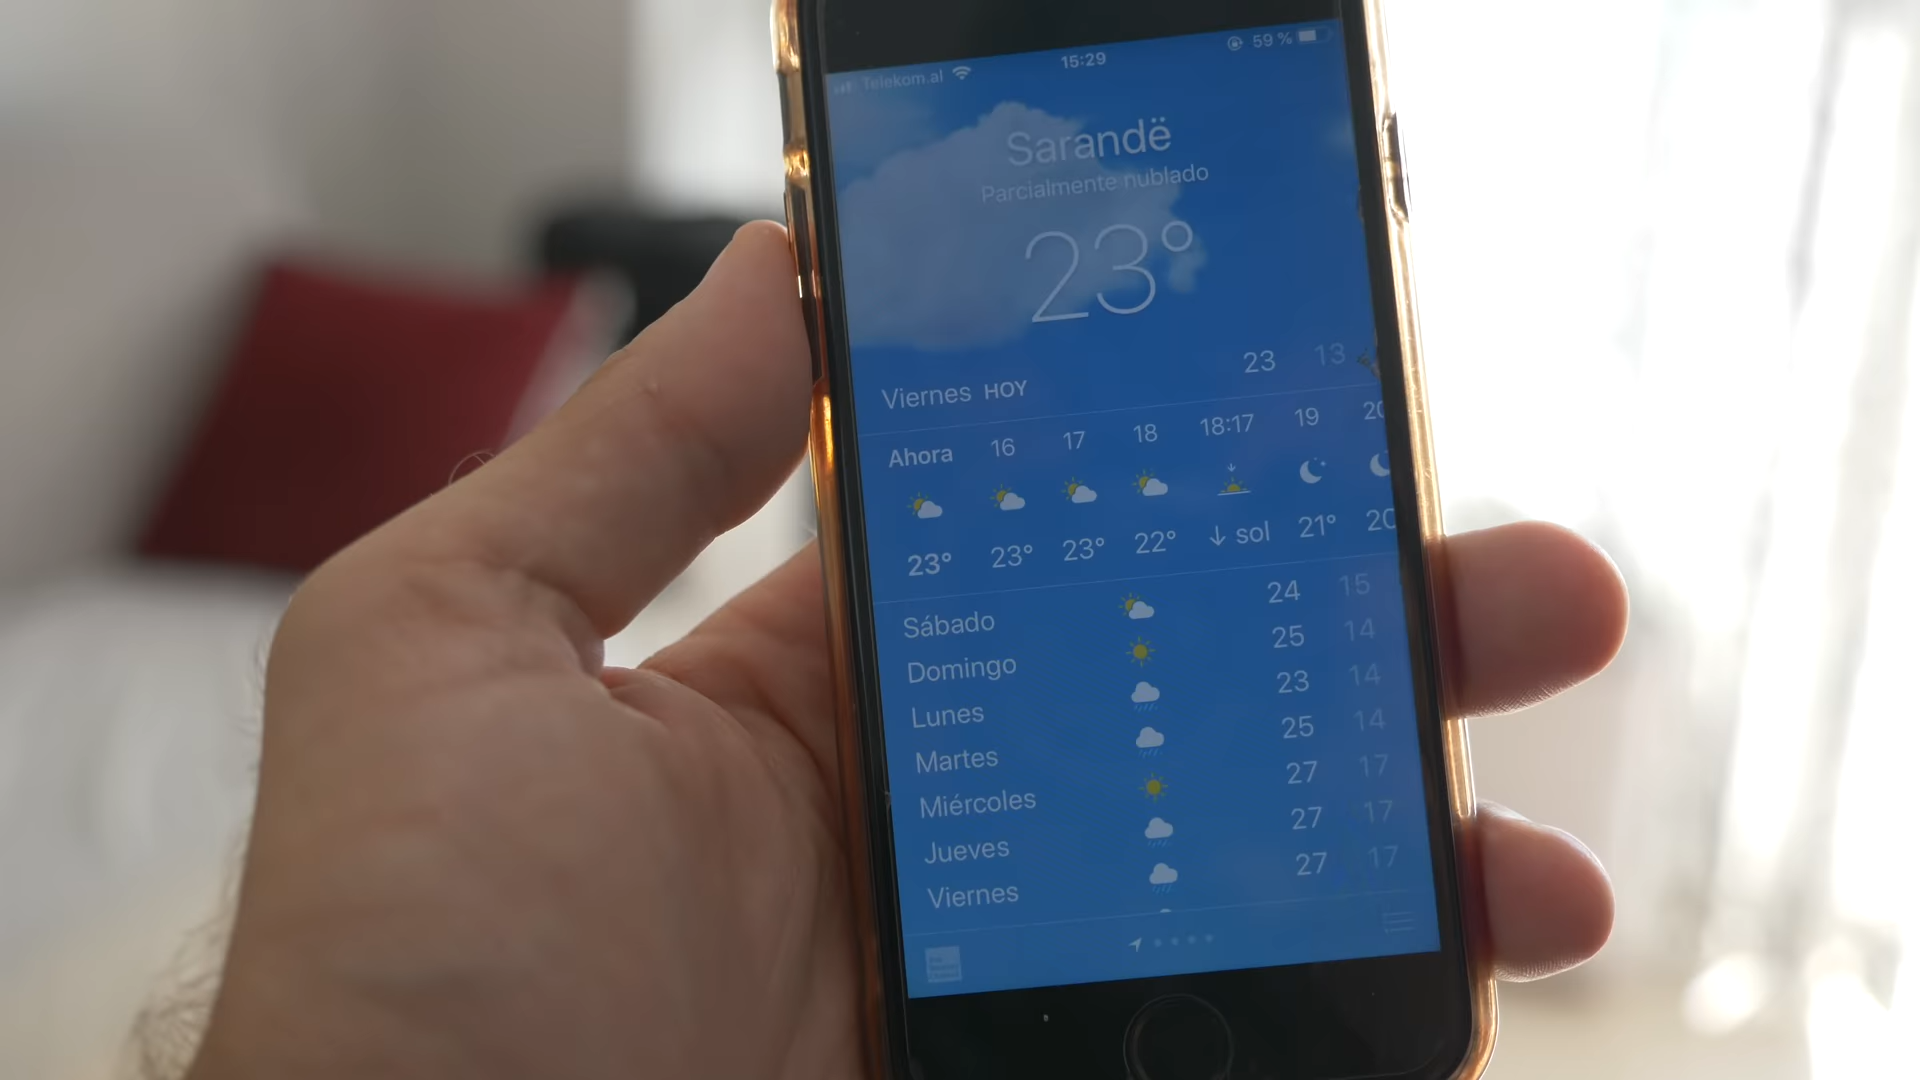 Telekom.al 15:29 59 %
Sarandë
Parcialmente nublado
23°
Viernes HOY 23 13
Ahora 16 17 18 18:17 19 20
23° 23° 23° 22° ↓ sol 21° 20
Sábado 24 15
Domingo 25 14
Lunes 23 14
Martes 25 14
Miércoles 27 17
Jueves 27 17
Viernes 27 17